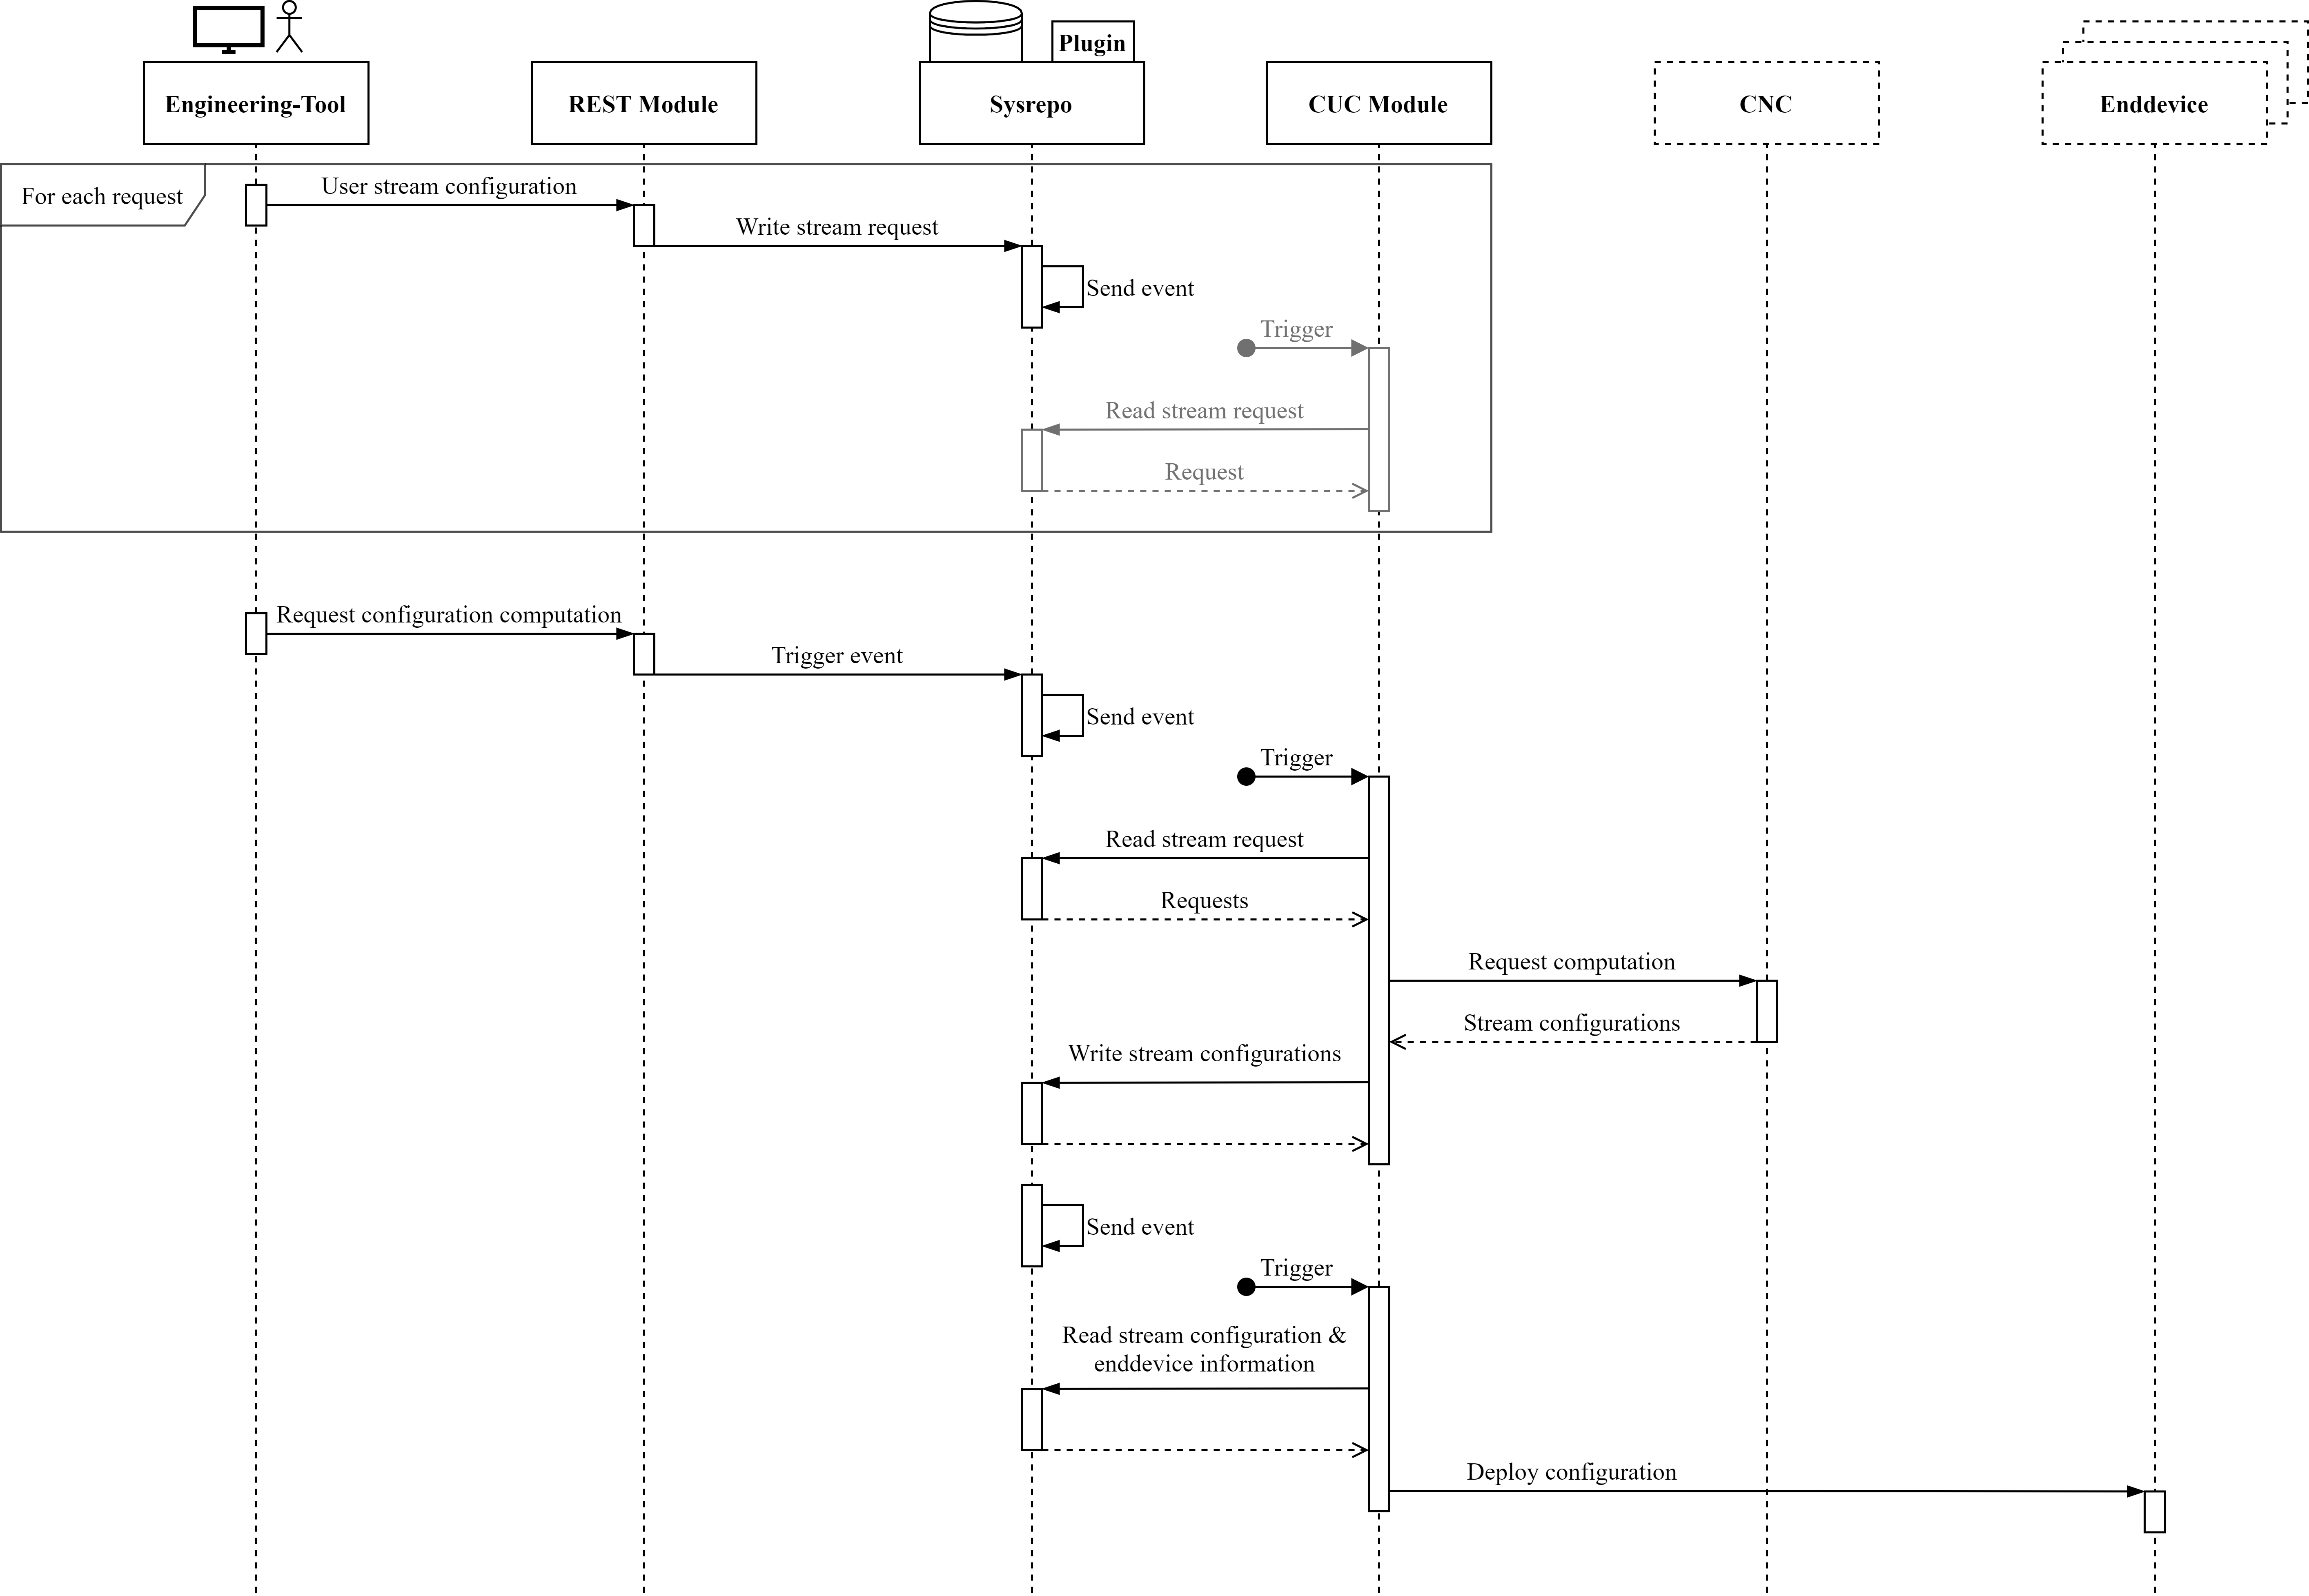 Plugin
Engineering-Tool
REST Module
Sysrepo
CUC Module
CNC
Enddevice
For each request
User stream configuration
Write stream request
Send event
Trigger
Read stream request
Request
Request configuration computation
Trigger event
Send event
Trigger
Read stream request
Requests
Request computation
Stream configurations
Write stream configurations
Send event
Trigger
Read stream configuration &
enddevice information
Deploy configuration